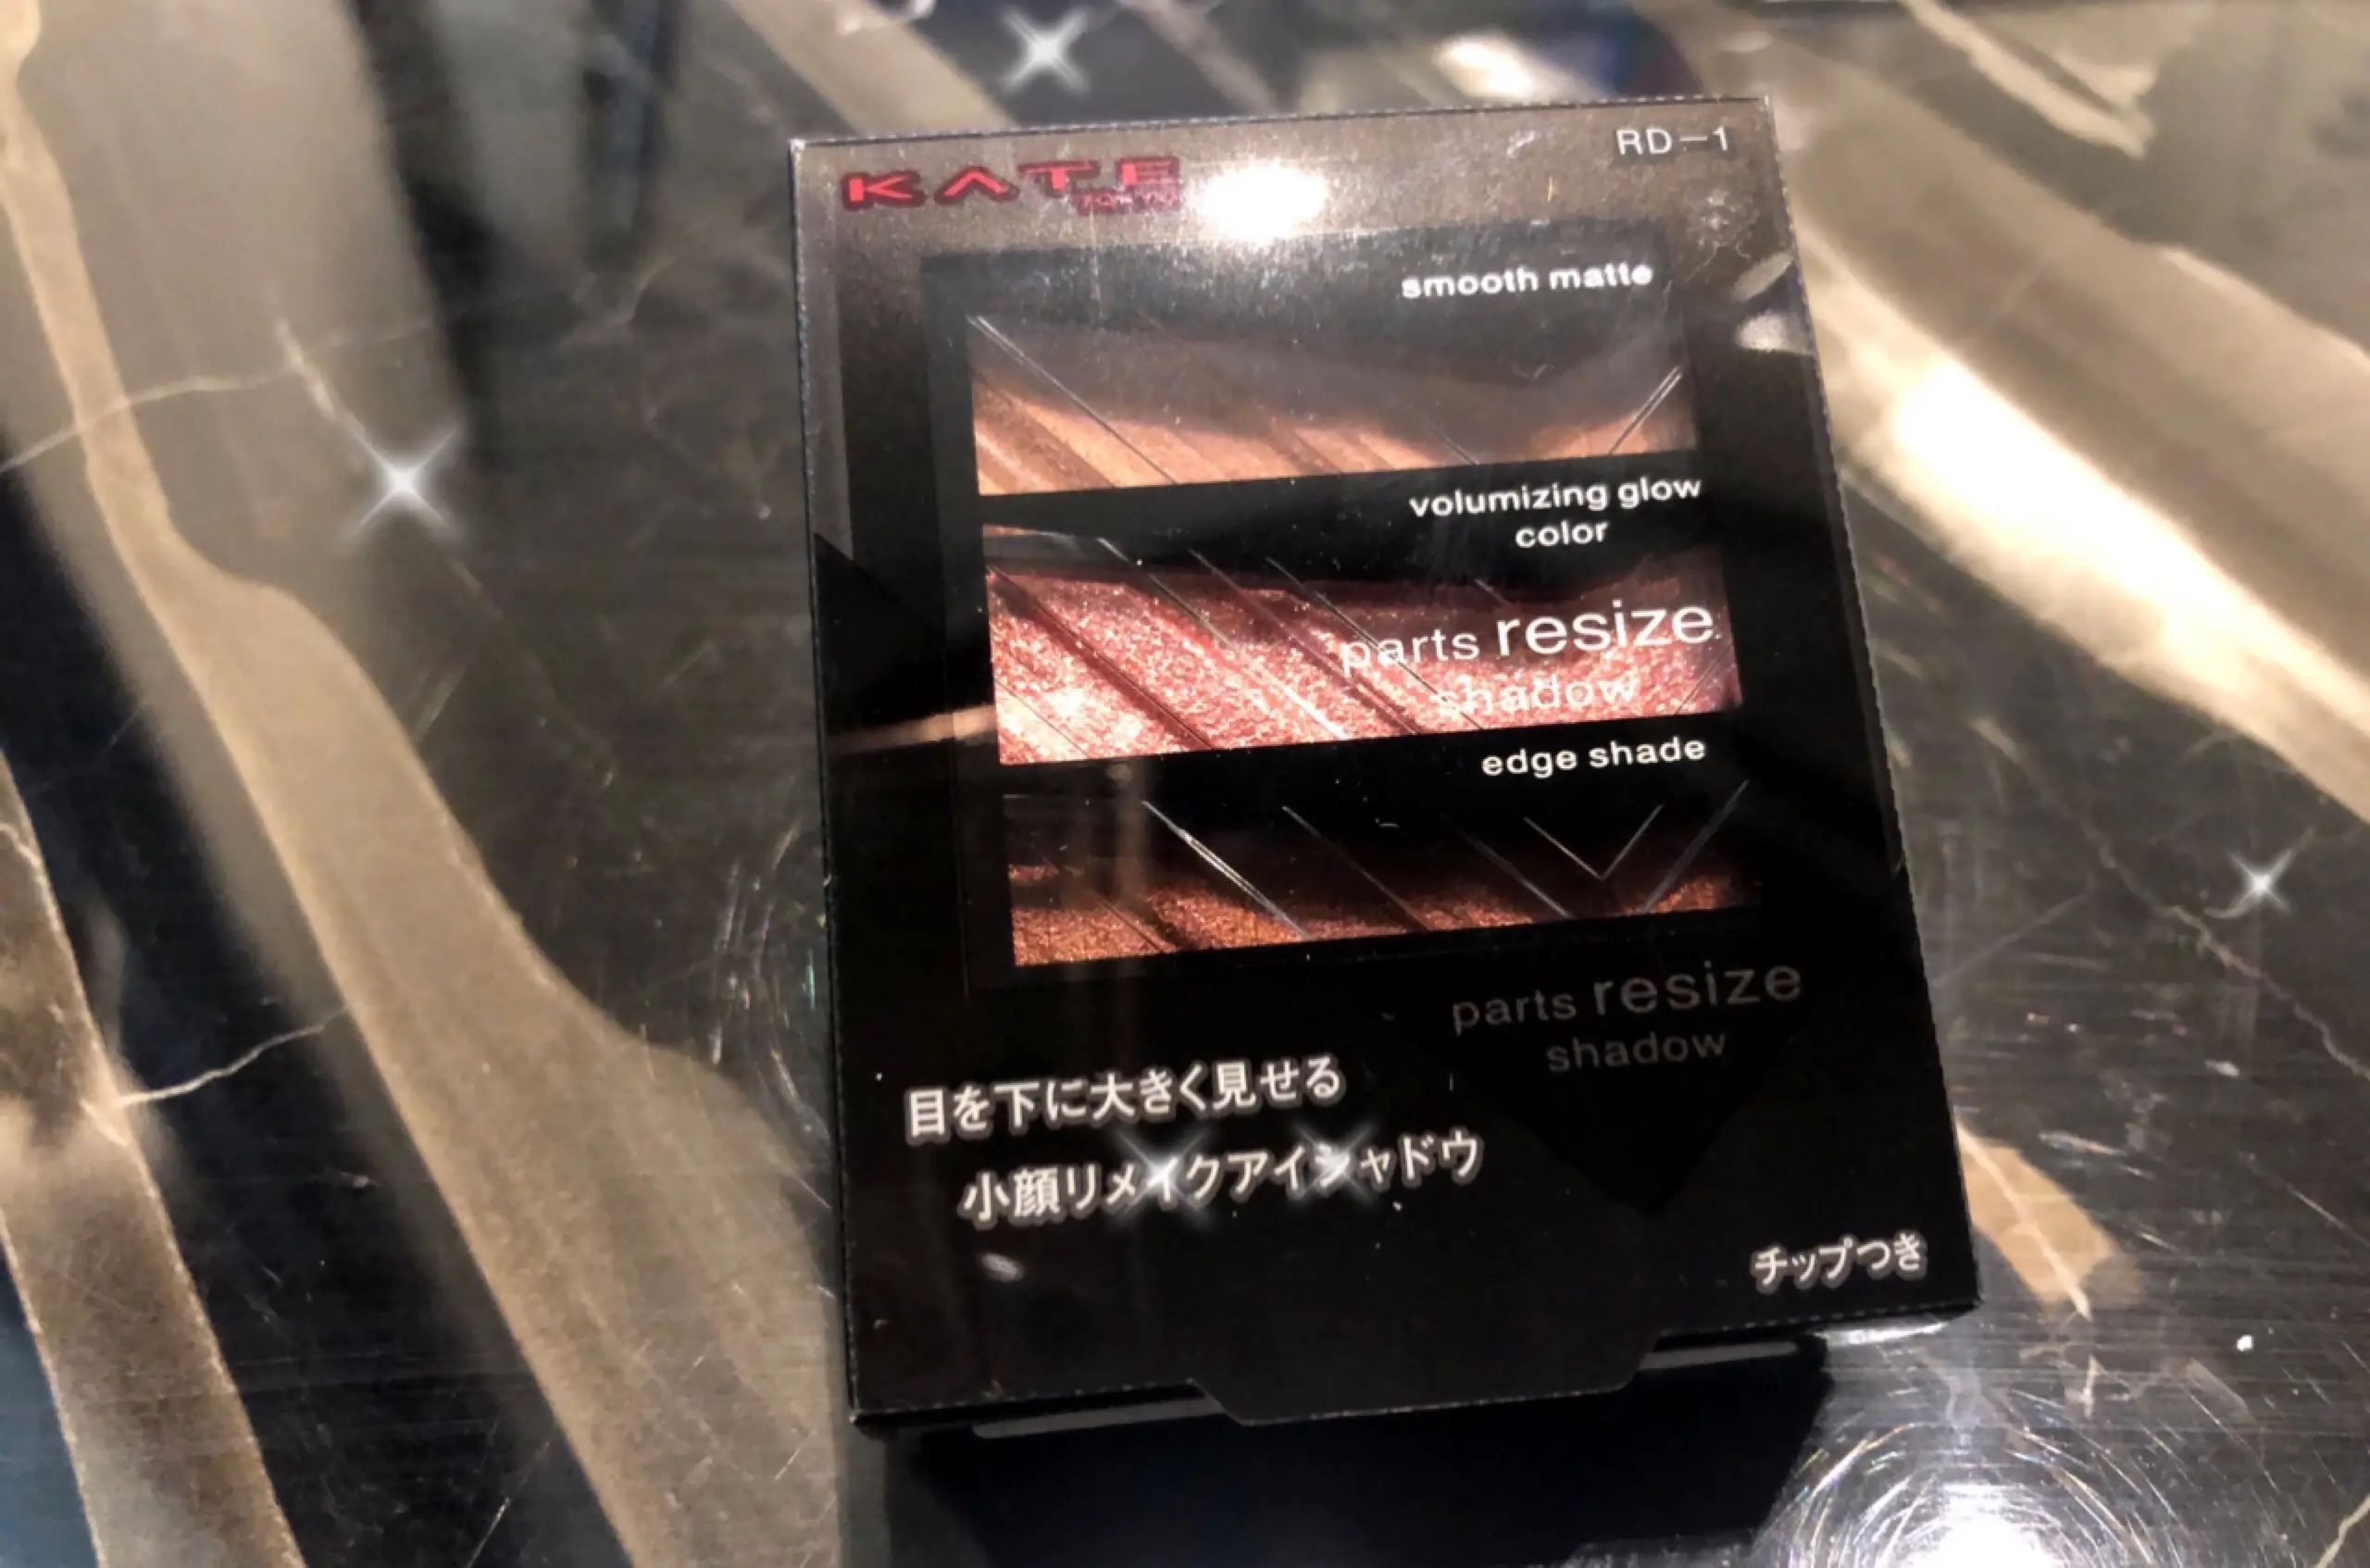 KATE
TOKYO
RD-1
smooth matte
volumizing glow
color
parts resize
shadow
edge shade
parts resize
shadow
目を下に大きく見せる
小顔リメイクアイシャドウ
チップつき